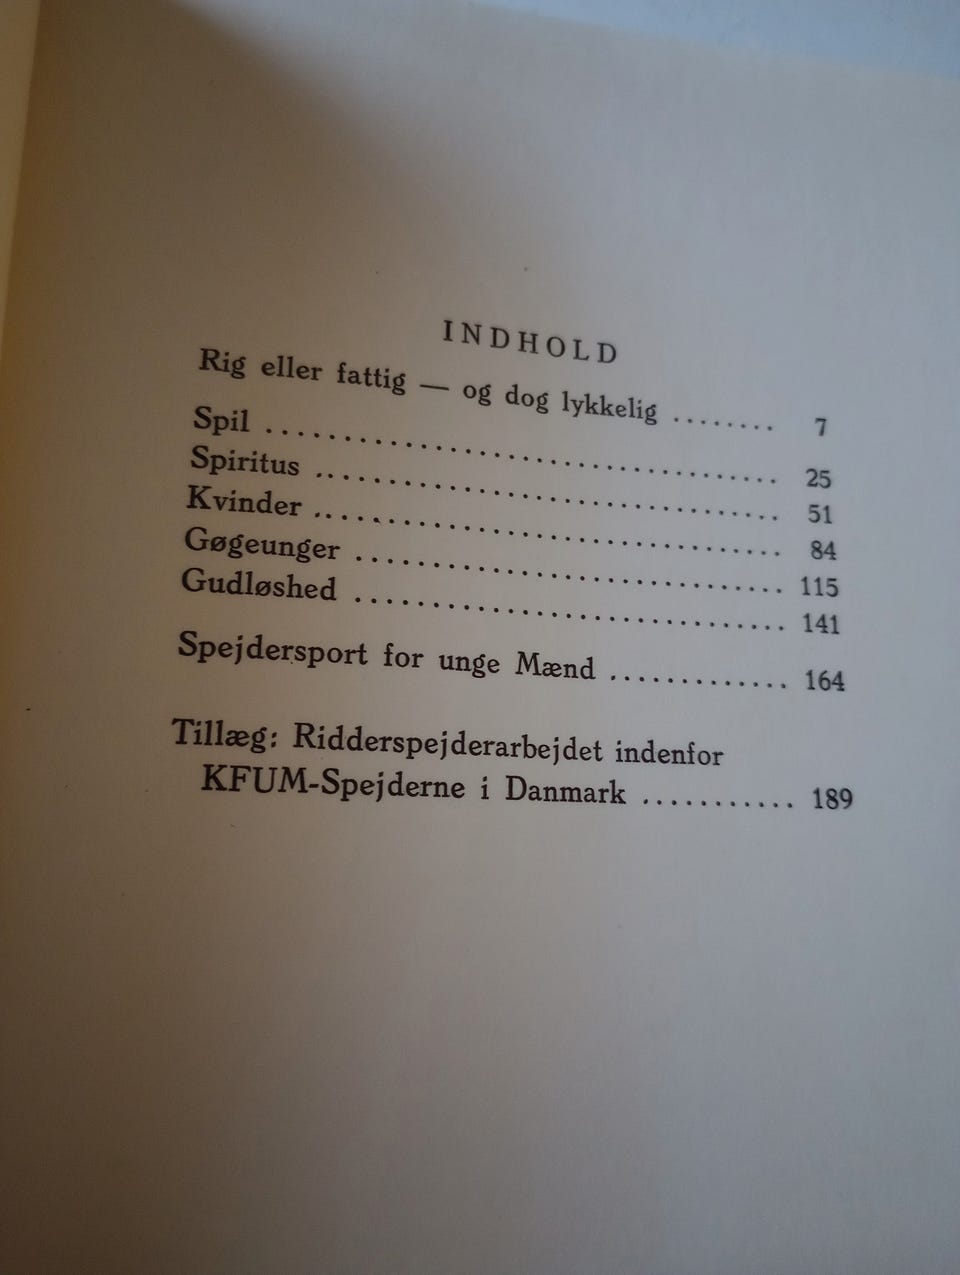 INDHOLD
Rig eller fattig — og dog lykkelig ........ 7
Spil ................................. 25
Spiritus .............................. 51
Kvinder .............................. 84
Gøgeunger ............................ 115
Gudløshed ............................ 141
Spejdersport for unge Mænd ............ 164
Tillæg: Ridderspejderarbejdet indenfor
KFUM-Spejderne i Danmark ........... 189